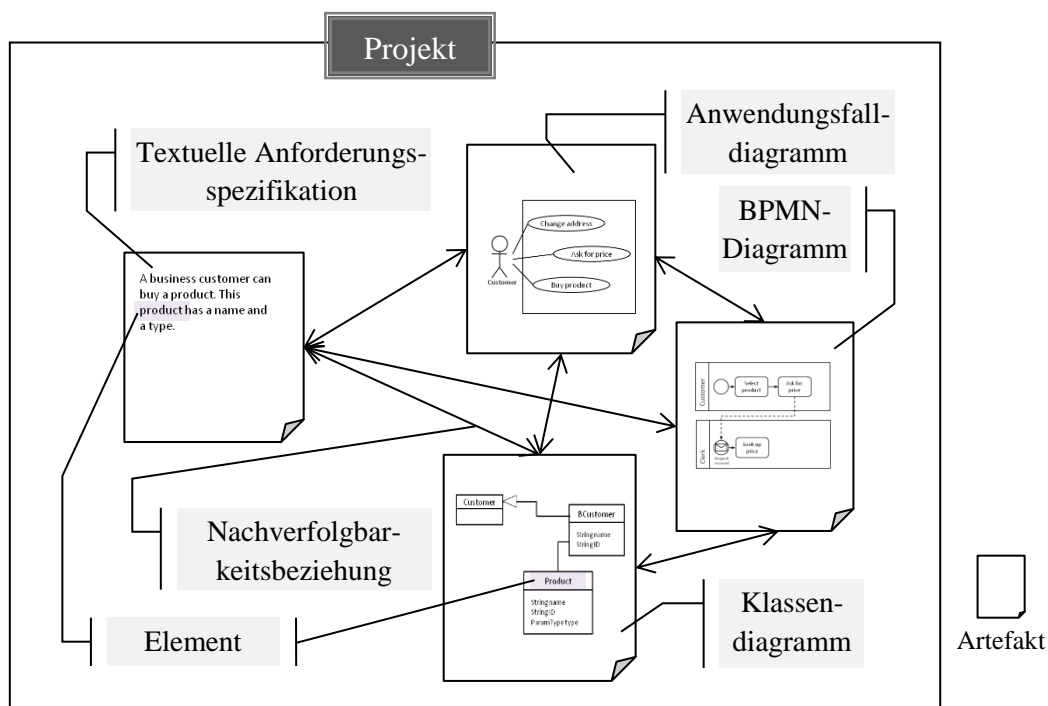 Projekt
Textuelle Anforderungs-
spezifikation
Anwendungsfall-
diagramm
BPMN-
Diagramm
A business customer can
buy a product. This
product has a name and
a type.
Change address
Ask for price
Buy product
Customer
Customer
Select
product
Ask for
price
Clerk
Look up
price
Customer
BCustomer
String name
String ID
Product
String name
String ID
ParamType type
Nachverfolgbar-
keitsbeziehung
Element
Klassen-
diagramm
Artefakt